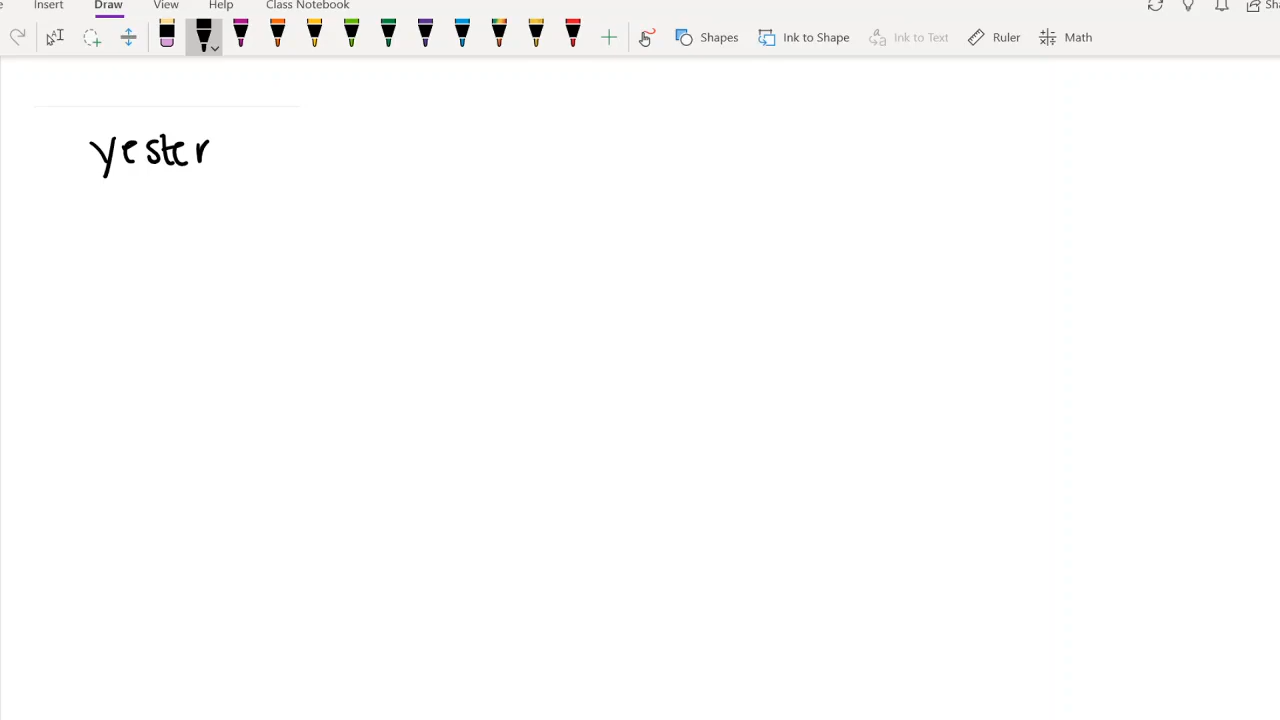 Insert Draw View Help Class Notebook
Shapes Ink to Shape Ink to Text Ruler Math
yester